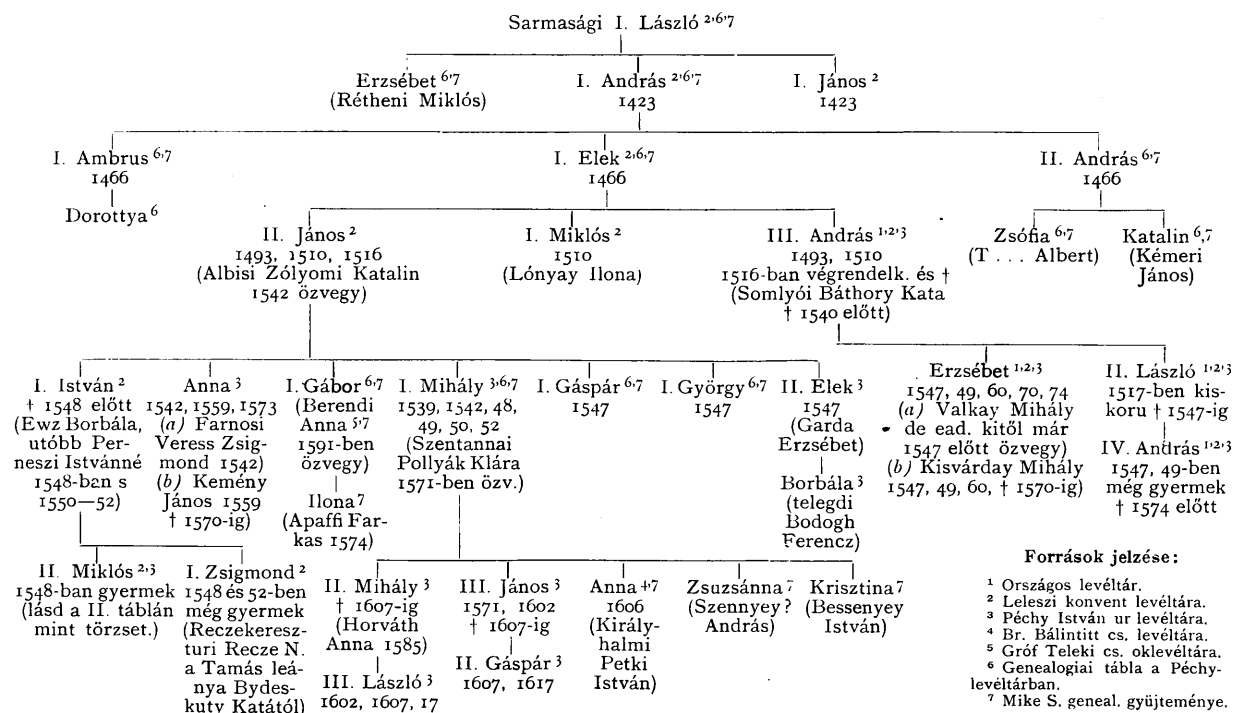 Sarmasági I. László ²,⁶,⁷
Erzsébet ⁶,⁷
(Rétheni Miklós)
I. András ²,⁶,⁷
1423
I. János ²
1423
I. Ambrus ⁶,⁷
1466
Dorottya ⁶
I. Elek ²,⁶,⁷
1466
II. András ⁶,⁷
1466
II. János ²
1493, 1510, 1516
(Albisi Zólyomi Katalin
1542 özvegy)
I. Miklós ²
1510
(Lónyay Ilona)
III. András ¹,²,³
1493, 1510
1516-ban végrendelk. és †
(Somlyói Báthory Kata
† 1540 előtt)
Zsófia ⁶,⁷
(T . . . Albert)
Katalin ⁶,⁷
(Kémeri
János)
I. István ²
† 1548 előtt
(Ewz Borbála,
utóbb Per-
neszi Istvánné
1548-ban s
1550—52)
Anna ³
1542, 1559, 1573
(a) Farnosi
Veress Zsig-
mond 1542)
(b) Kemény
János 1559
† 1570-ig)
I. Gábor ⁶,⁷
(Berendi
Anna ⁵,⁷
1591-ben
özvegy)
Ilona ⁷
(Apaffi Far-
kas 1574)
I. Mihály ³,⁶,⁷
1539, 1542, 48,
49, 50, 52
(Szentannai
Pollyák Klára
1571-ben özv.)
I. Gáspár ⁶,⁷
1547
I. György ⁶,⁷
1547
II. Elek ³
1547
(Garda
Erzsébet)
Borbála ³
(telegdi
Bodogh
Ferencz)
Erzsébet ¹,²,³
1547, 49, 60, 70, 74
(a) Valkay Mihály
de ead. kitől már
1547 előtt özvegy)
(b) Kisvárday Mihály
1547, 49, 60, † 1570-ig)
II. László ¹,²,³
1517-ben kis-
koru † 1547-ig
IV. András ¹,²,³
1547, 49-ben
még gyermek
† 1574 előtt
II. Miklós ²,³
1548-ban gyermek
(lásd a II. táblán
mint törzset.)
I. Zsigmond ²
1548 és 52-ben
még gyermek
(Reczekeresz-
turi Recze N.
a Tamás leá-
nya Bydes-
kuty Katától)
II. Mihály ³
† 1607-ig
(Horváth
Anna 1585)
III. László ³
1602, 1607, 17
III. János ³
1571, 1602
† 1607-ig
II. Gáspár ³
1607, 1617
Anna ⁴,⁷
1606
(Király-
halmi
Petki
István)
Zsuzsánna ⁷
(Szennyey?
András)
Krisztina ⁷
(Bessenyey
István)
Források jelzése:
¹ Országos levéltár.
² Leleszi konvent levéltára.
³ Péchy István ur levéltára.
⁴ Br. Bálintitt cs. levéltára.
⁵ Gróf Teleki cs. oklevéltára.
⁶ Genealogiai tábla a Péchy-
levéltárban.
⁷ Mike S. geneal. gyüjteménye.